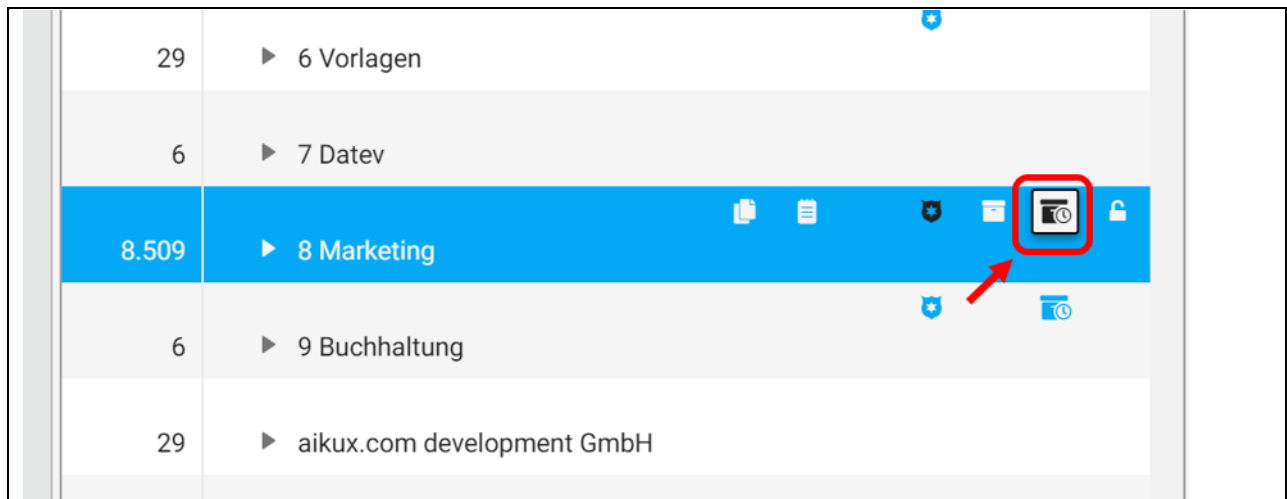 29 6 Vorlagen
6 7 Datev
8.509 8 Marketing
6 9 Buchhaltung
29 aikux.com development GmbH